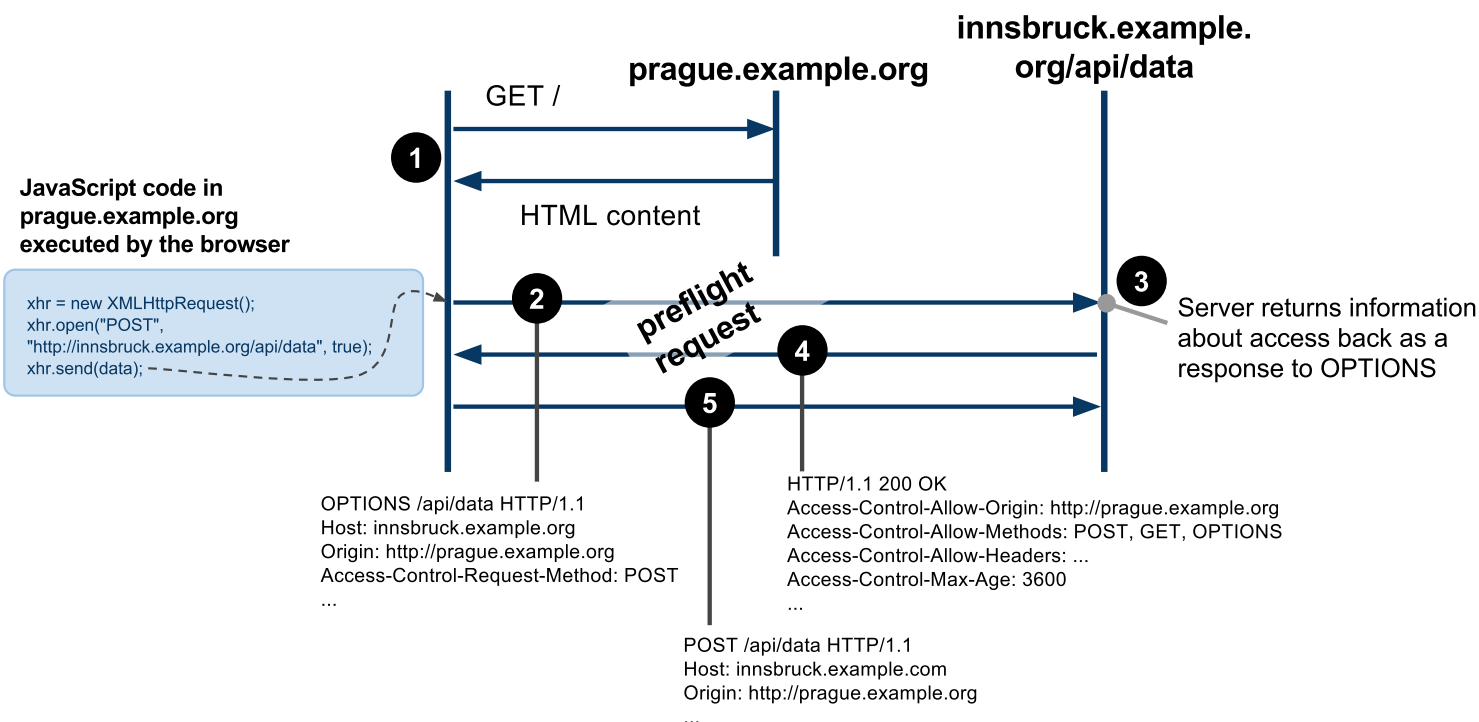 innsbruck.example.
org/api/data
prague.example.org
GET /
1
HTML content
JavaScript code in
prague.example.org
executed by the browser
xhr = new XMLHttpRequest();
xhr.open("POST",
"http://innsbruck.example.org/api/data", true);
xhr.send(data);
2
preflight
request
3
Server returns information
about access back as a
response to OPTIONS
4
5
OPTIONS /api/data HTTP/1.1
Host: innsbruck.example.org
Origin: http://prague.example.org
Access-Control-Request-Method: POST
...
HTTP/1.1 200 OK
Access-Control-Allow-Origin: http://prague.example.org
Access-Control-Allow-Methods: POST, GET, OPTIONS
Access-Control-Allow-Headers: ...
Access-Control-Max-Age: 3600
...
POST /api/data HTTP/1.1
Host: innsbruck.example.com
Origin: http://prague.example.org
...